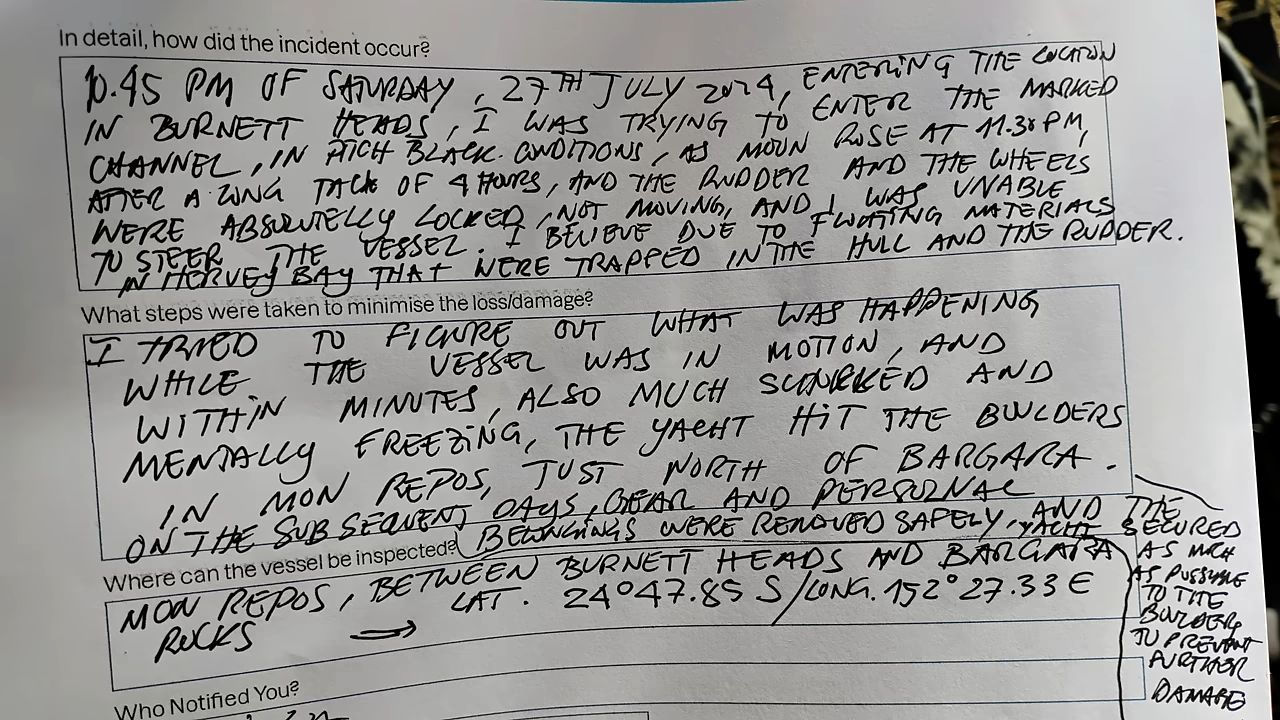 In detail, how did the incident occur?
10.45 PM OF SATURDAY, 27TH JULY 2024, ENTERING THE LOCATION
IN BURNETT HEADS, I WAS TRYING TO ENTER THE MARKED
CHANNEL, IN PITCH BLACK CONDITIONS, AS MOON ROSE AT 11.30 PM,
AFTER A LONG TACK OF 4 HOURS, AND THE RUDDER AND THE WHEELS
WERE ABSOLUTELLY LOCKED, NOT MOVING, AND I WAS UNABLE
TO STEER THE VESSEL. I BELIEVE DUE TO FLOATING MATERIALS
IN HERVEY BAY THAT WERE TRAPPED IN THE HULL AND THE RUDDER.
What steps were taken to minimise the loss/damage?
I TRIED TO FIGURE OUT WHAT WAS HAPPENING
WHILE THE VESSEL WAS IN MOTION, AND
WITHIN MINUTES, ALSO MUCH AND
MENTALLY FREEZING, THE YACHT HIT THE BOULDERS
IN MON REPOS, JUST NORTH OF BARGARA.
ON THE SUBSEQUENT DAYS, GEAR AND PERSONAL
BELONGINGS WERE REMOVED SAFELY, AND THE
YACHT SECURED
AS MUCH
AS POSSIBLE
TO THE
BOULDERS
TO PREVENT
FURTHER
DAMAGE
Where can the vessel be inspected?
MON REPOS, BETWEEN BURNETT HEADS AND BARGARA
ROCKS → LAT. 24°47.85 S/LONG. 152°27.33 E
Who Notified You?